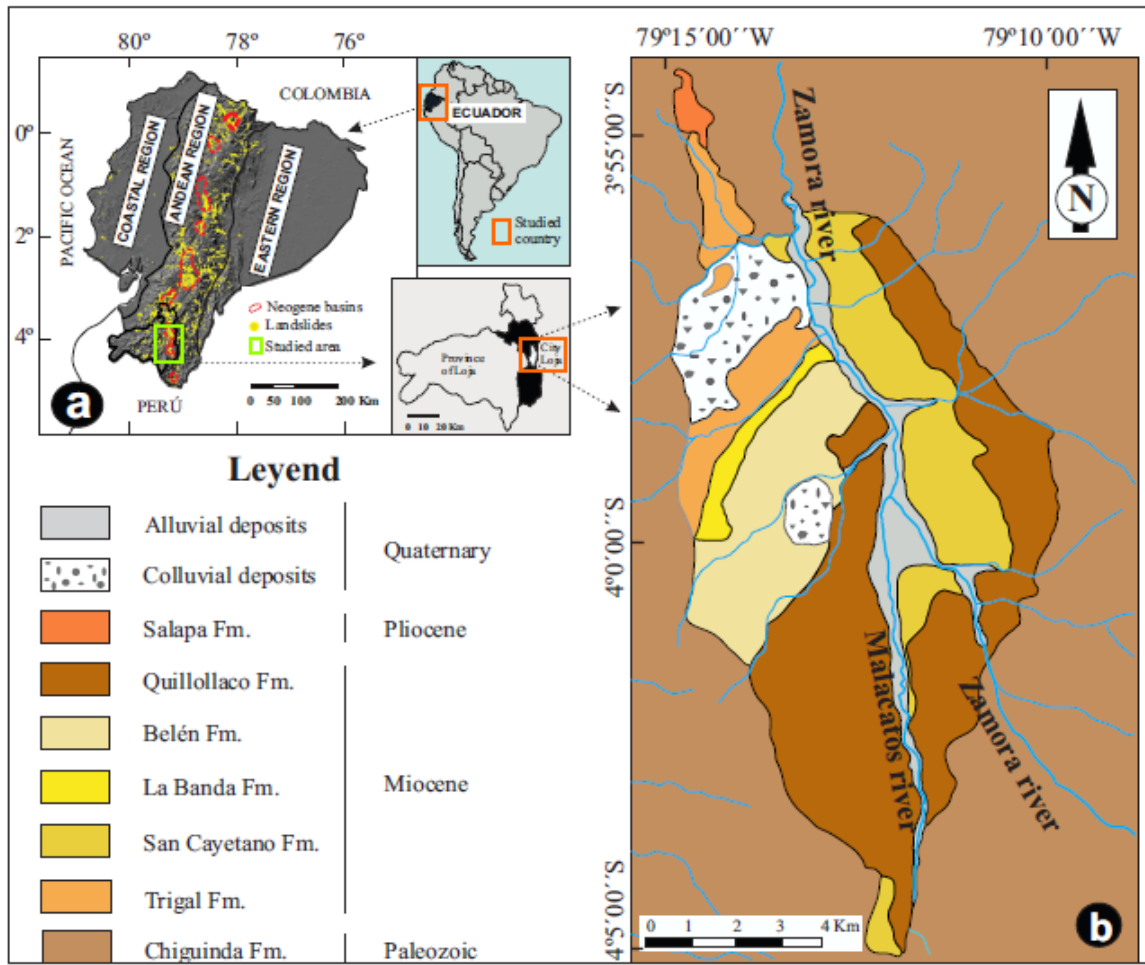 80º 78º 76º
0º
2º
4º
PACIFIC OCEAN
COASTAL REGION
ANDEAN REGION
EASTERN REGION
COLOMBIA
PERÚ
Neogene basins
Landslides
Studied area
0 50 100 200 Km
a
ECUADOR
Studied
country
Province
of Loja
City
Loja
0 10 20 Km
Leyend
Alluvial deposits
Colluvial deposits
Quaternary
Salapa Fm.
Pliocene
Quillollaco Fm.
Belén Fm.
La Banda Fm.
San Cayetano Fm.
Trigal Fm.
Miocene
Chiguinda Fm.
Paleozoic
79º15´00´´W 79º10´00´´W
3º55´00´´S
4º0´00´´S
4º5´00´´S
Zamora river
N
Malacatos river
Zamora river
0 1 2 3 4 Km
b